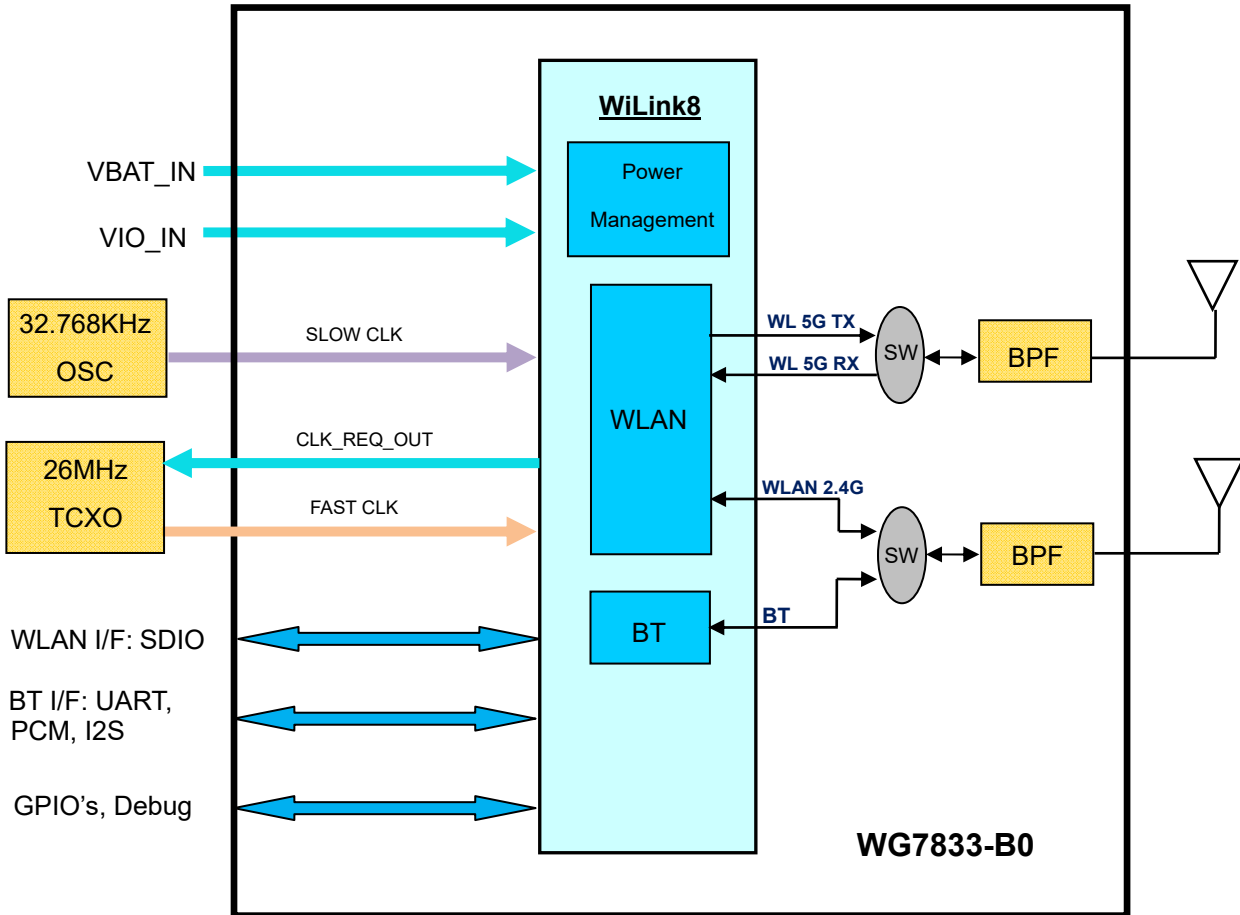 WiLink8
Power
Management
VBAT_IN
VIO_IN
32.768KHz
OSC
SLOW CLK
WL 5G TX
WL 5G RX
SW
BPF
WLAN
CLK_REQ_OUT
26MHz
TCXO
FAST CLK
WLAN 2.4G
SW
BPF
BT
BT
WLAN I/F: SDIO
BT I/F: UART,
PCM, I2S
GPIO’s, Debug
WG7833-B0